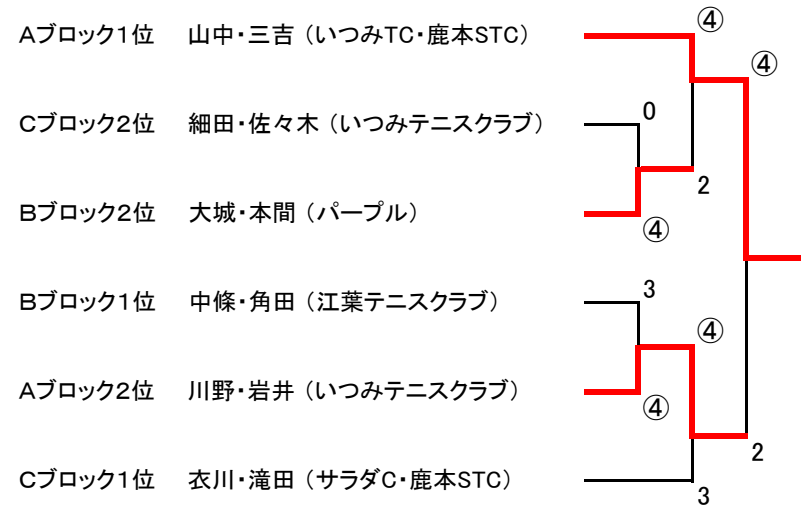 ④
Aブロック1位 山中・三吉 (いつみTC・鹿本STC)
④
Cブロック2位 細田・佐々木 (いつみテニスクラブ) 0
2
Bブロック2位 大城・本間 (パープル)
④
Bブロック1位 中條・角田 (江葉テニスクラブ) 3
④
Aブロック2位 川野・岩井 (いつみテニスクラブ)
④
2
Cブロック1位 衣川・滝田 (サラダC・鹿本STC)
3